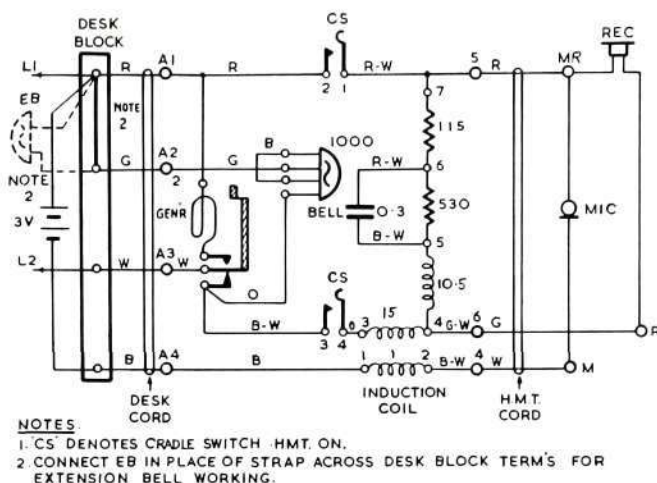 DESK
BLOCK
CS
REC
L1
R
A1
R
2
1
R-W
5
R
MR
EB
NOTE
2
7
115
1000
B
G
A2
2
G
R-W
6
NOTE
2
3V
GEN'R
BELL
0·3
530
B-W
5
L2
W
A3
W
CS
10·5
O
15
B-W
3
4
6
3
4
G-W
6
G
R
B
A4
B
1
1
2
B-W
4
W
M
DESK
CORD
INDUCTION
COIL
H.M.T.
CORD
MIC
NOTES.
1. 'CS' DENOTES CRADLE SWITCH ·H.M.T. ON.
2. CONNECT EB IN PLACE OF STRAP ACROSS DESK BLOCK TERM'S FOR
EXTENSION BELL WORKING.